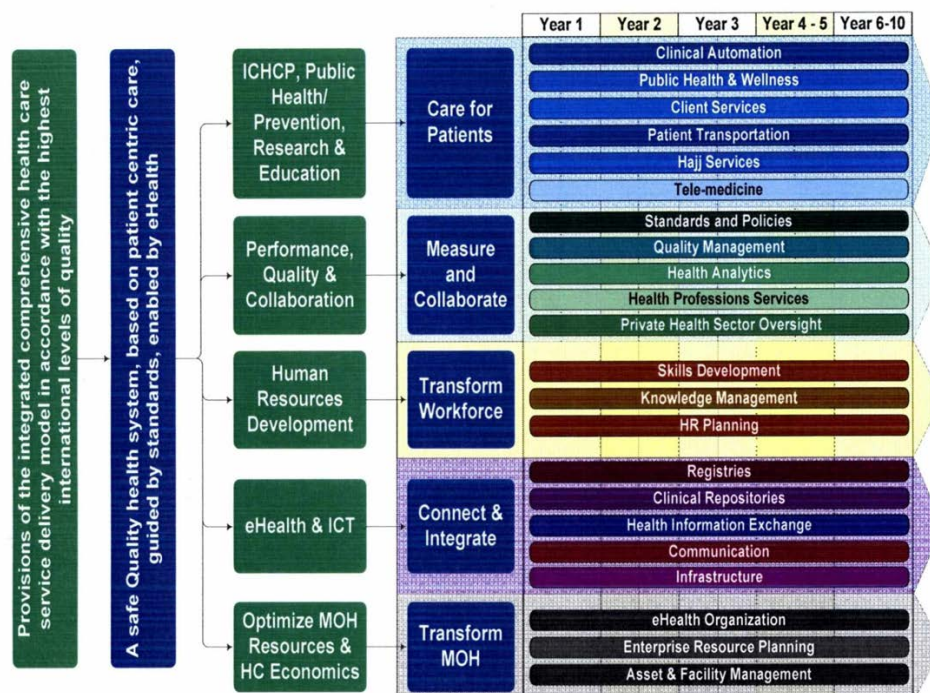 Year 1 Year 2 Year 3 Year 4 - 5 Year 6-10
Provisions of the integrated comprehensive health care
service delivery model in accordance with the highest
international levels of quality
A safe Quality health system, based on patient centric care,
guided by standards, enabled by eHealth
ICHCP, Public
Health/
Prevention,
Research &
Education
Care for
Patients
Clinical Automation
Public Health & Wellness
Client Services
Patient Transportation
Hajj Services
Tele-medicine
Performance,
Quality &
Collaboration
Measure
and
Collaborate
Standards and Policies
Quality Management
Health Analytics
Health Professions Services
Private Health Sector Oversight
Human
Resources
Development
Transform
Workforce
Skills Development
Knowledge Management
HR Planning
eHealth & ICT
Connect &
Integrate
Registries
Clinical Repositories
Health Information Exchange
Communication
Infrastructure
Optimize MOH
Resources &
HC Economics
Transform
MOH
eHealth Organization
Enterprise Resource Planning
Asset & Facility Management